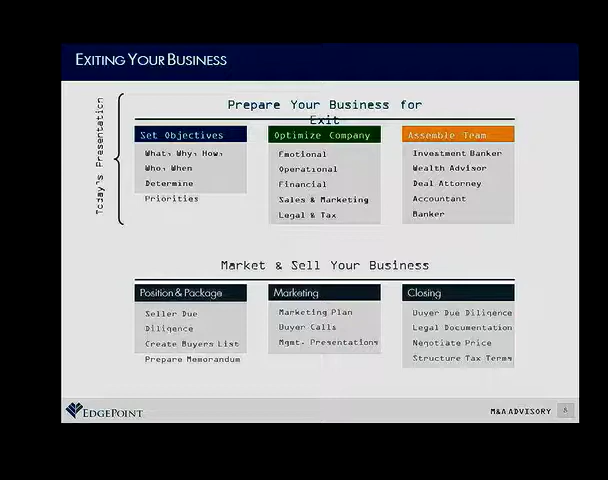 EXITING YOUR BUSINESS
Today's Presentation
Prepare Your Business for
Exit
Set Objectives
What, Why, How,
Who, When
Determine
Priorities
Optimize Company
Emotional
Operational
Financial
Sales & Marketing
Legal & Tax
Assemble Team
Investment Banker
Wealth Advisor
Deal Attorney
Accountant
Banker
Market & Sell Your Business
Position & Package
Seller Due
Diligence
Create Buyers List
Prepare Memorandum
Marketing
Marketing Plan
Buyer Calls
Mgmt. Presentations
Closing
Buyer Due Diligence
Legal Documentation
Negotiate Price
Structure Tax Terms
EDGEPOINT
M&A ADVISORY